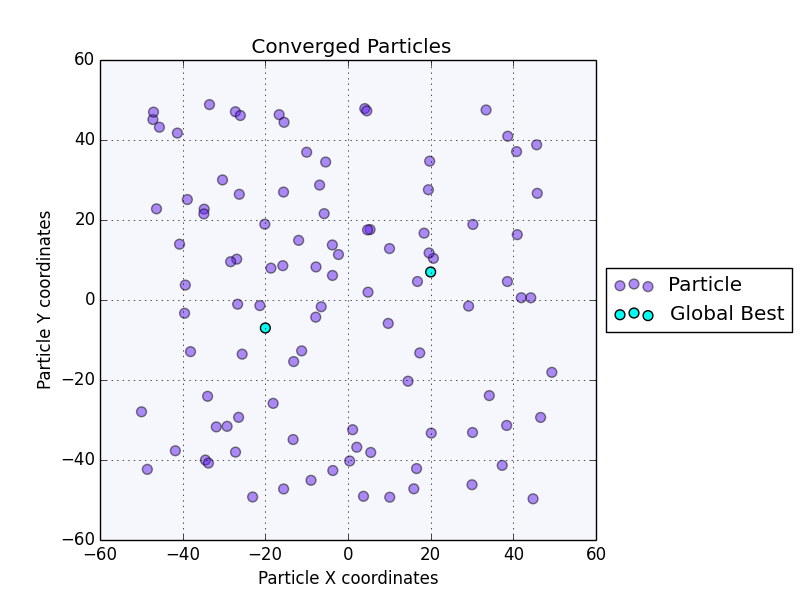 Converged Particles
60
40
20
0
−20
−40
−60
−60 −40 −20 0 20 40 60
Particle Y coordinates
Particle X coordinates
Particle
Global Best